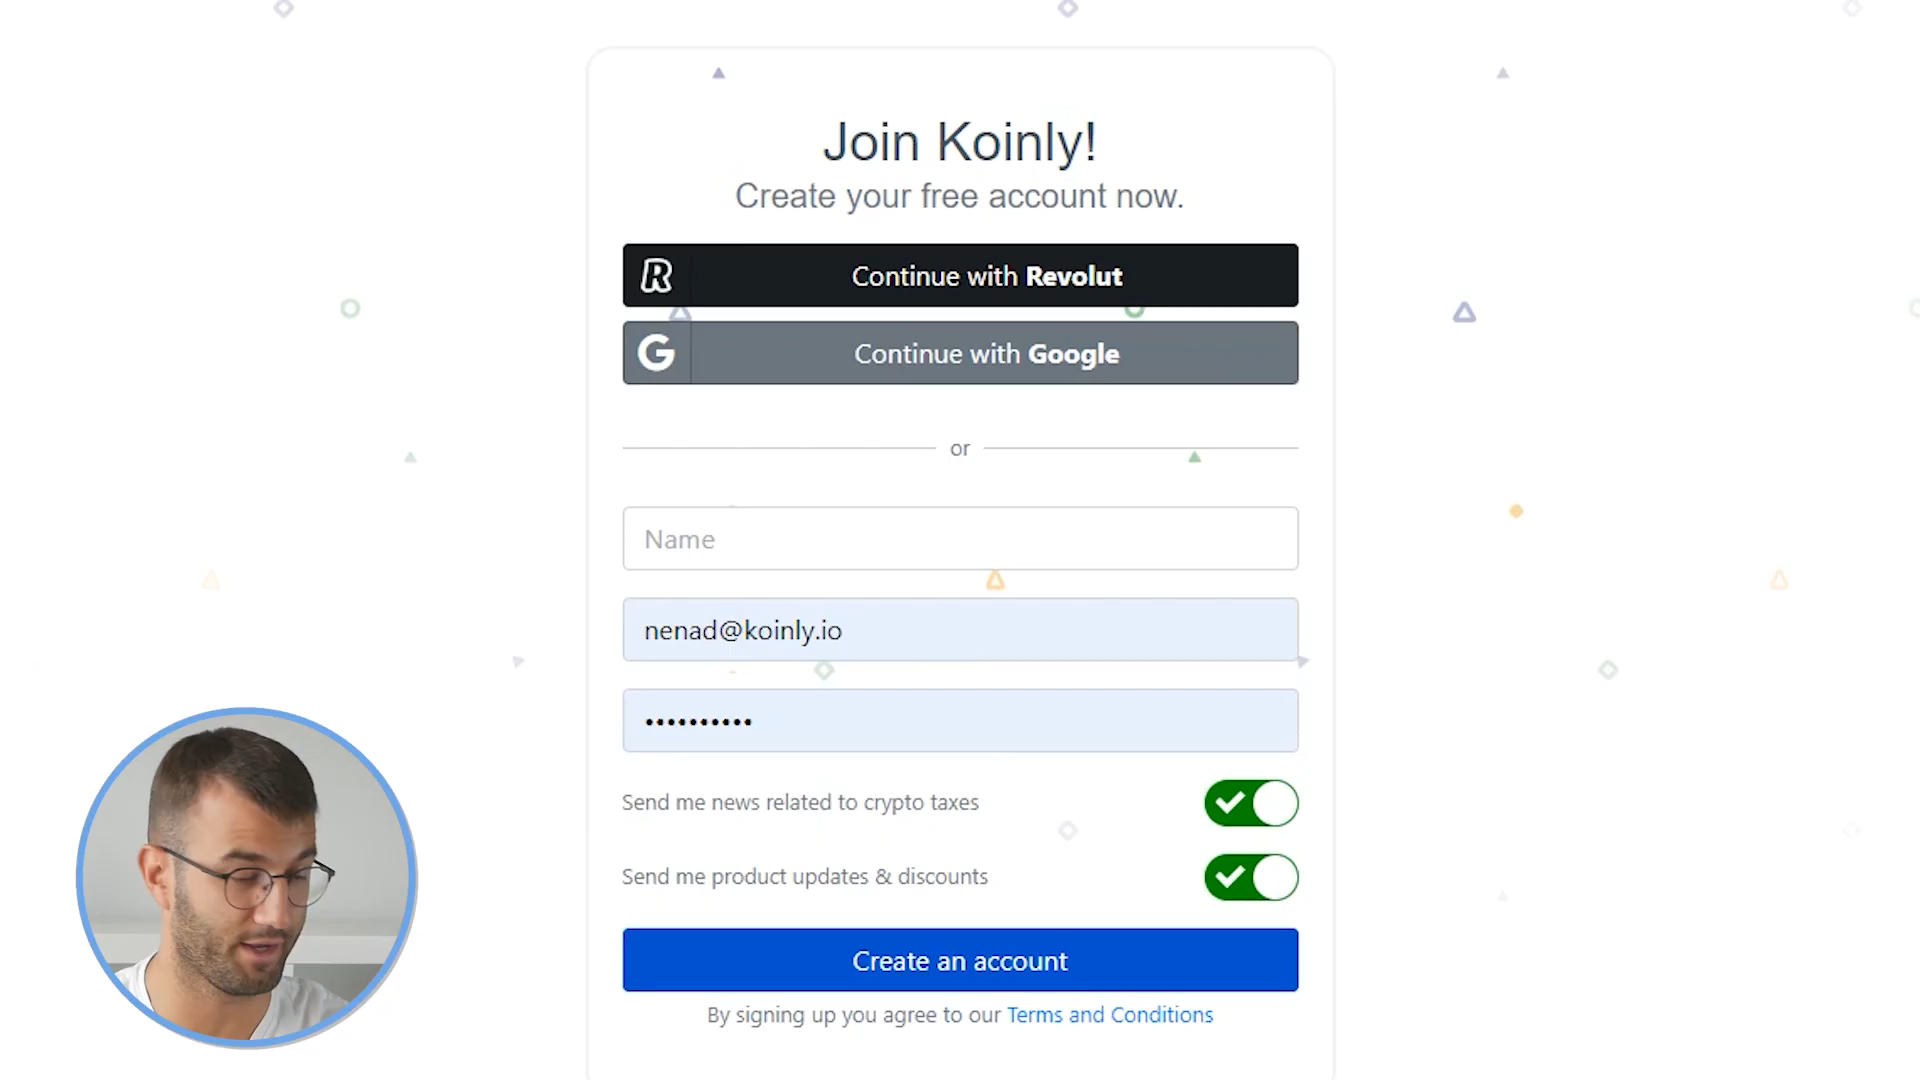 Join Koinly!
Create your free account now.
R Continue with Revolut
G Continue with Google
or
Name
nenad@koinly.io
••••••••••
Send me news related to crypto taxes
Send me product updates & discounts
Create an account
By signing up you agree to our Terms and Conditions